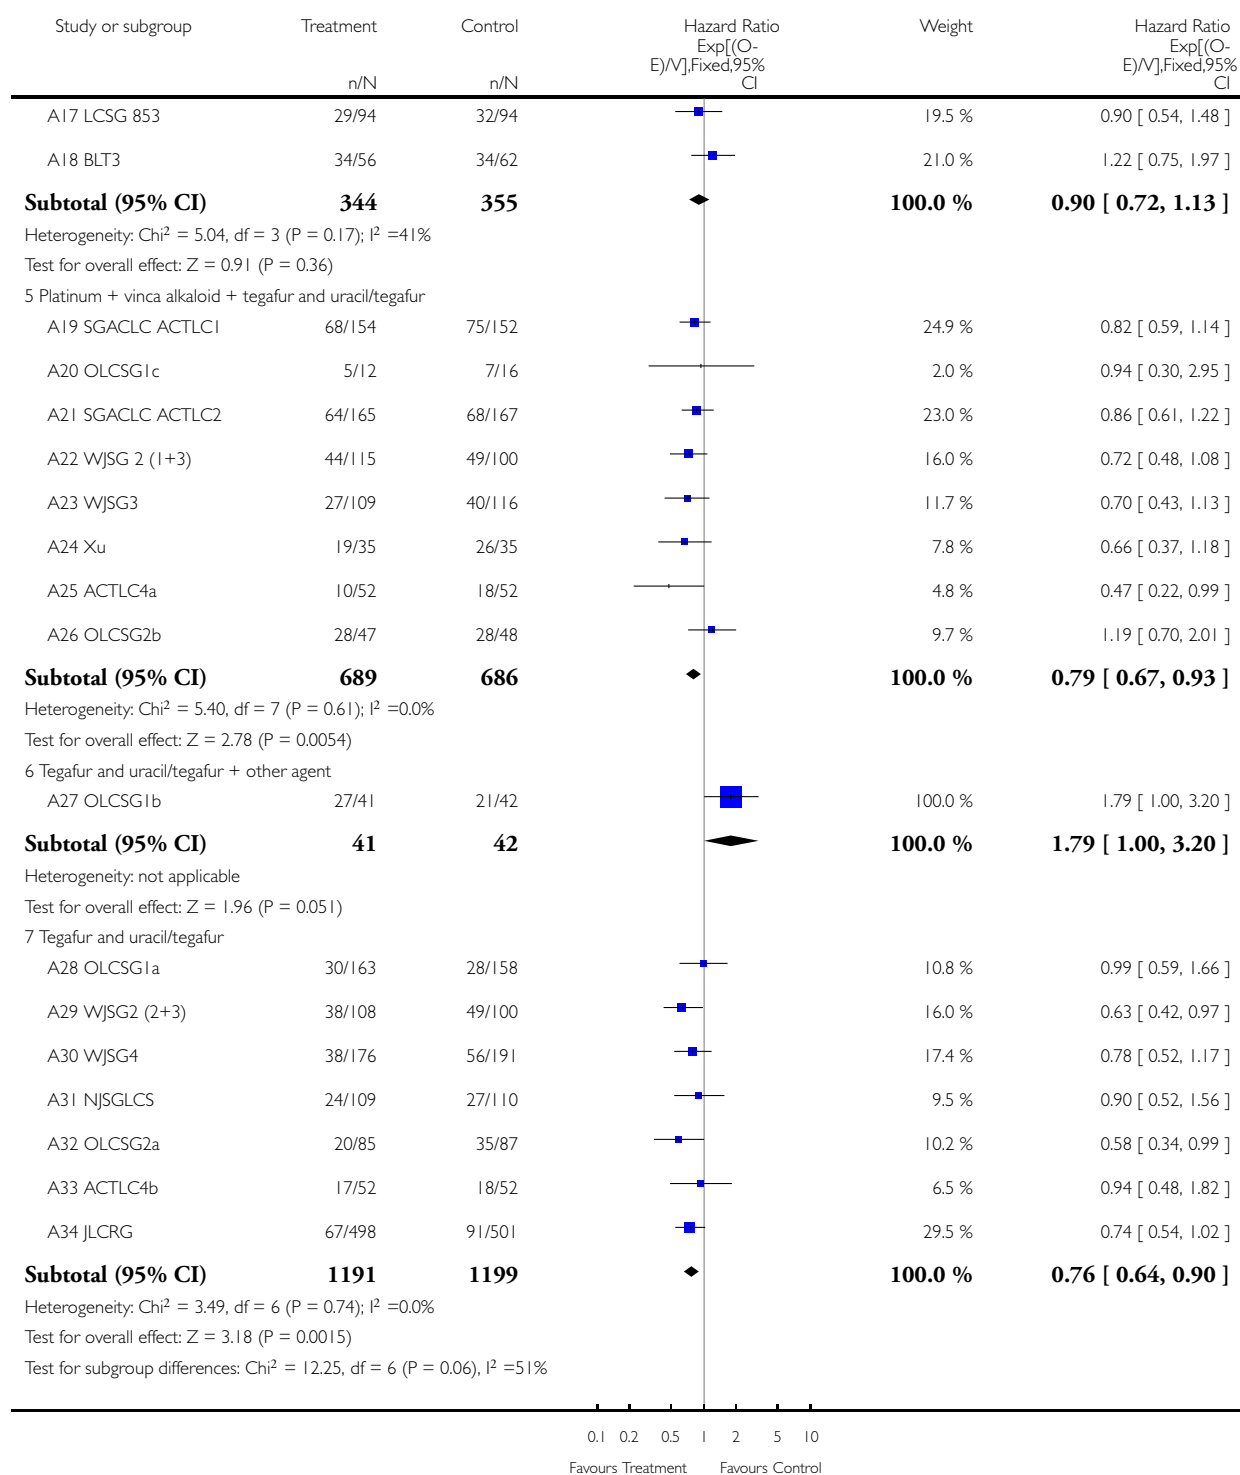 Study or subgroup Treatment Control Hazard Ratio Weight Hazard Ratio
Exp[(O- Exp[(O-
E)/V],Fixed,95% E)/V],Fixed,95%
n/N n/N CI CI
A17 LCSG 853 29/94 32/94 19.5 % 0.90 [ 0.54, 1.48 ]
A18 BLT3 34/56 34/62 21.0 % 1.22 [ 0.75, 1.97 ]
Subtotal (95% CI) 344 355 100.0 % 0.90 [ 0.72, 1.13 ]
Heterogeneity: Chi² = 5.04, df = 3 (P = 0.17); I² =41%
Test for overall effect: Z = 0.91 (P = 0.36)
5 Platinum + vinca alkaloid + tegafur and uracil/tegafur
A19 SGACLC ACTLC1 68/154 75/152 24.9 % 0.82 [ 0.59, 1.14 ]
A20 OLCSG1c 5/12 7/16 2.0 % 0.94 [ 0.30, 2.95 ]
A21 SGACLC ACTLC2 64/165 68/167 23.0 % 0.86 [ 0.61, 1.22 ]
A22 WJSG 2 (1+3) 44/115 49/100 16.0 % 0.72 [ 0.48, 1.08 ]
A23 WJSG3 27/109 40/116 11.7 % 0.70 [ 0.43, 1.13 ]
A24 Xu 19/35 26/35 7.8 % 0.66 [ 0.37, 1.18 ]
A25 ACTLC4a 10/52 18/52 4.8 % 0.47 [ 0.22, 0.99 ]
A26 OLCSG2b 28/47 28/48 9.7 % 1.19 [ 0.70, 2.01 ]
Subtotal (95% CI) 689 686 100.0 % 0.79 [ 0.67, 0.93 ]
Heterogeneity: Chi² = 5.40, df = 7 (P = 0.61); I² =0.0%
Test for overall effect: Z = 2.78 (P = 0.0054)
6 Tegafur and uracil/tegafur + other agent
A27 OLCSG1b 27/41 21/42 100.0 % 1.79 [ 1.00, 3.20 ]
Subtotal (95% CI) 41 42 100.0 % 1.79 [ 1.00, 3.20 ]
Heterogeneity: not applicable
Test for overall effect: Z = 1.96 (P = 0.051)
7 Tegafur and uracil/tegafur
A28 OLCSG1a 30/163 28/158 10.8 % 0.99 [ 0.59, 1.66 ]
A29 WJSG2 (2+3) 38/108 49/100 16.0 % 0.63 [ 0.42, 0.97 ]
A30 WJSG4 38/176 56/191 17.4 % 0.78 [ 0.52, 1.17 ]
A31 NJSGLCS 24/109 27/110 9.5 % 0.90 [ 0.52, 1.56 ]
A32 OLCSG2a 20/85 35/87 10.2 % 0.58 [ 0.34, 0.99 ]
A33 ACTLC4b 17/52 18/52 6.5 % 0.94 [ 0.48, 1.82 ]
A34 JLCRG 67/498 91/501 29.5 % 0.74 [ 0.54, 1.02 ]
Subtotal (95% CI) 1191 1199 100.0 % 0.76 [ 0.64, 0.90 ]
Heterogeneity: Chi² = 3.49, df = 6 (P = 0.74); I² =0.0%
Test for overall effect: Z = 3.18 (P = 0.0015)
Test for subgroup differences: Chi² = 12.25, df = 6 (P = 0.06), I² =51%
0.1 0.2 0.5 1 2 5 10
Favours Treatment Favours Control